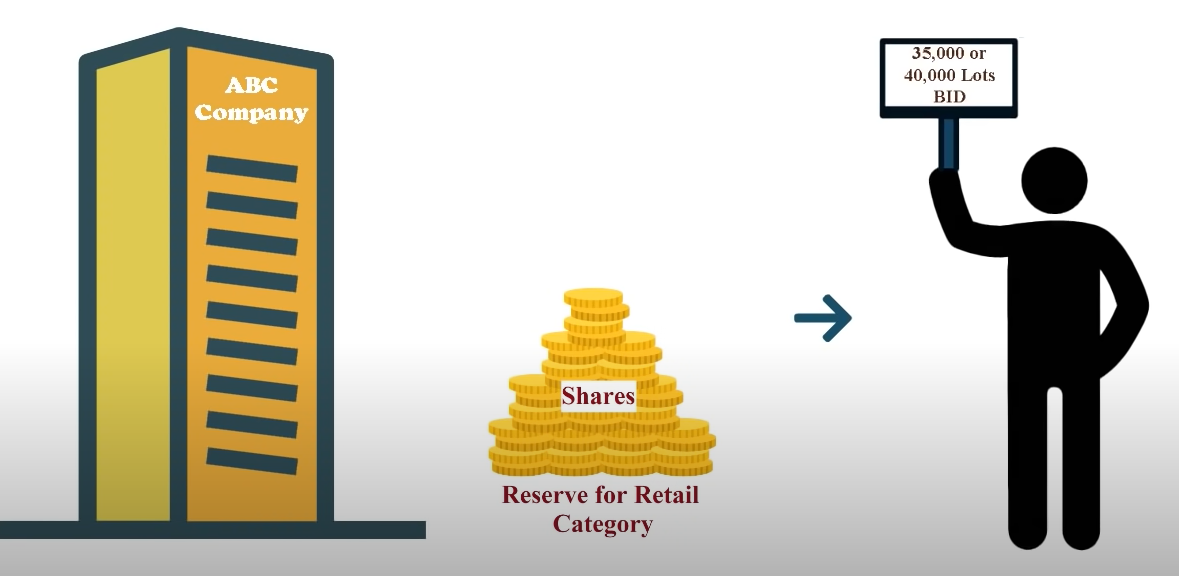 ABC
Company
35,000 or
40,000 Lots
BID
Shares
Reserve for Retail
Category